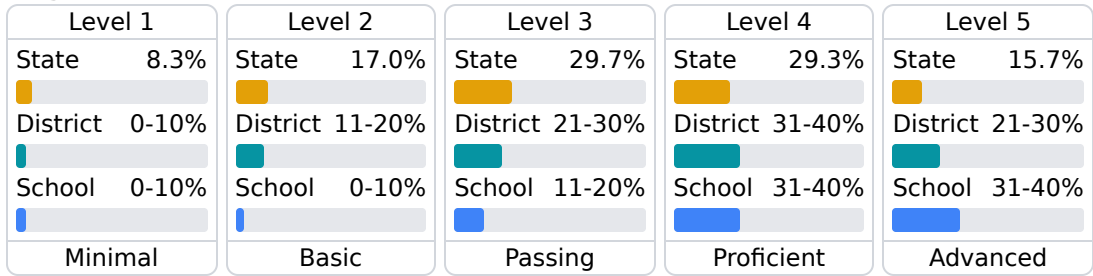 Level 1
State 8.3%
District 0-10%
School 0-10%
Minimal
Level 2
State 17.0%
District 11-20%
School 0-10%
Basic
Level 3
State 29.7%
District 21-30%
School 11-20%
Passing
Level 4
State 29.3%
District 31-40%
School 31-40%
Proficient
Level 5
State 15.7%
District 21-30%
School 31-40%
Advanced